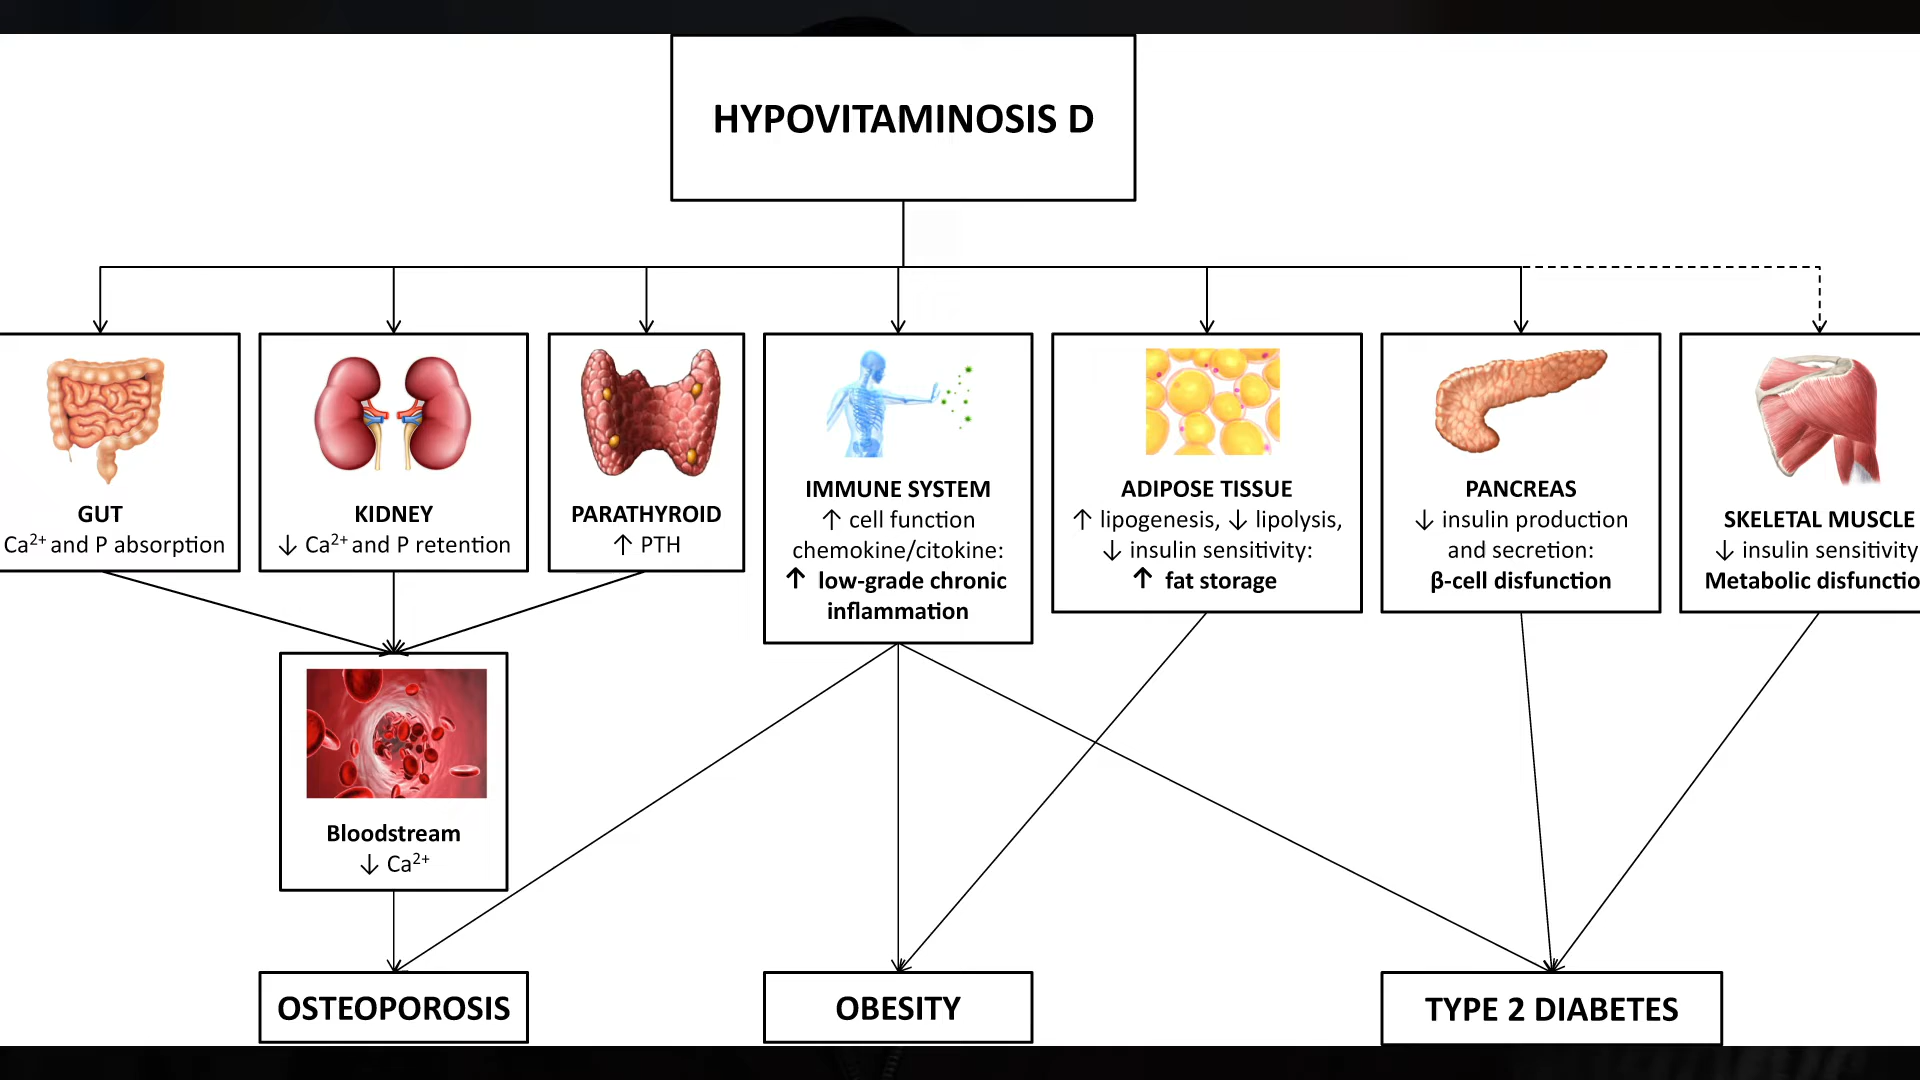 HYPOVITAMINOSIS D
GUT
Ca²⁺ and P absorption
KIDNEY
↓ Ca²⁺ and P retention
PARATHYROID
↑ PTH
IMMUNE SYSTEM
↑ cell function
chemokine/citokine:
↑ low-grade chronic
inflammation
ADIPOSE TISSUE
↑ lipogenesis, ↓ lipolysis,
↓ insulin sensitivity:
↑ fat storage
PANCREAS
↓ insulin production
and secretion:
β-cell disfunction
SKELETAL MUSCLE
↓ insulin sensitivity
Metabolic disfunctio
Bloodstream
↓ Ca²⁺
OSTEOPOROSIS
OBESITY
TYPE 2 DIABETES